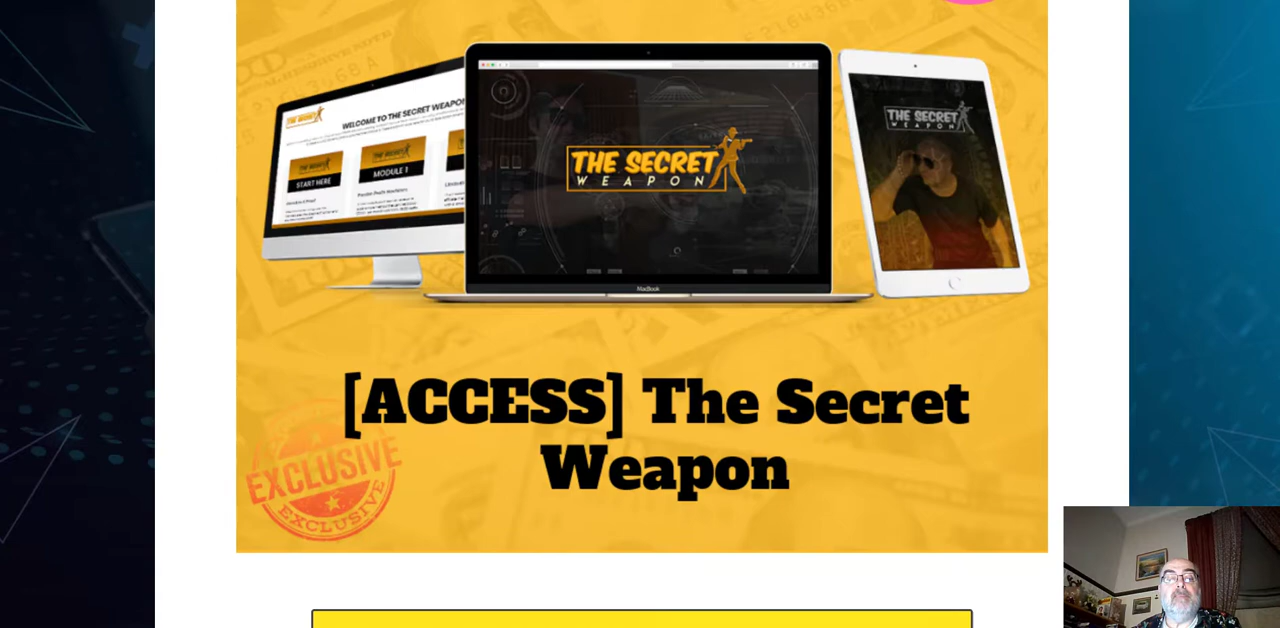 THE SECRET
WELCOME TO THE SECRET WEAPON
START HERE
MODULE 1
THE SECRET
WEAPON
MacBook
THE SECRET
WEAPON
[ACCESS] The Secret
Weapon
EXCLUSIVE
EXCLUSIVE